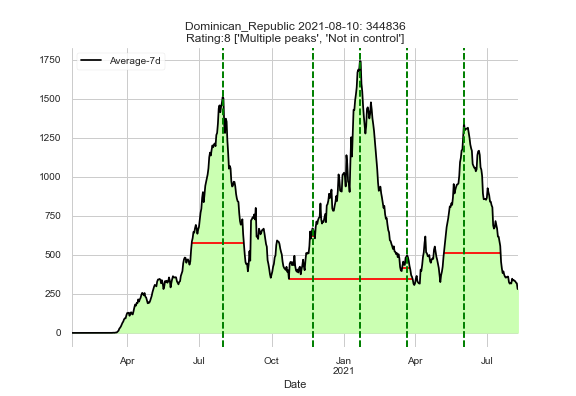 Dominican_Republic 2021-08-10: 344836
Rating:8 ['Multiple peaks', 'Not in control']
Average-7d
1750
1500
1250
1000
750
500
250
0
Apr Jul Oct Jan Apr Jul
2021
Date